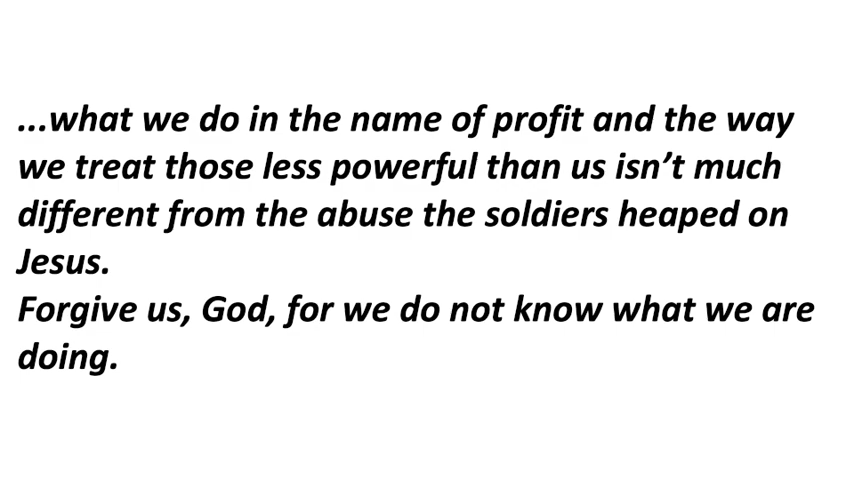 ...what we do in the name of profit and the way
we treat those less powerful than us isn’t much
different from the abuse the soldiers heaped on
Jesus.
Forgive us, God, for we do not know what we are
doing.